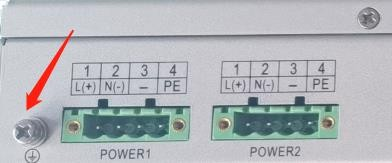 1 2 3 4
L(+) N(-) — PE
POWER1
1 2 3 4
L(+) N(-) — PE
POWER2